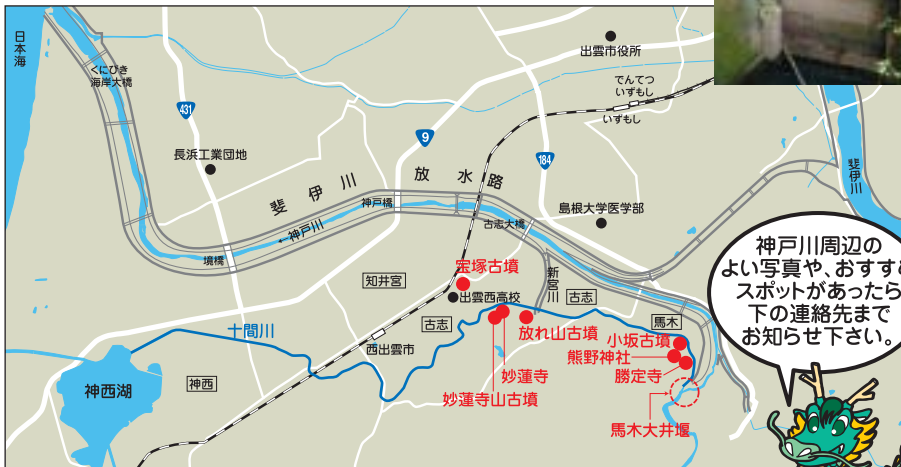 日本海
くにびき
海岸大橋
431
長浜工業団地
出雲市役所
でんてつ
いずもし
いずもし
9
184
斐伊川
斐伊川放水路
神戸橋
←神戸川
境橋
古志大橋
島根大学医学部
新宮川
知井宮
宝塚古墳
出雲西高校
古志
古志
馬木
十間川
西出雲市
放れ山古墳
小坂古墳
熊野神社
勝定寺
妙蓮寺
妙蓮寺山古墳
馬木大井堰
神西湖
神西
神戸川周辺の
よい写真や、おすすめ
スポットがあったら
下の連絡先まで
お知らせ下さい。